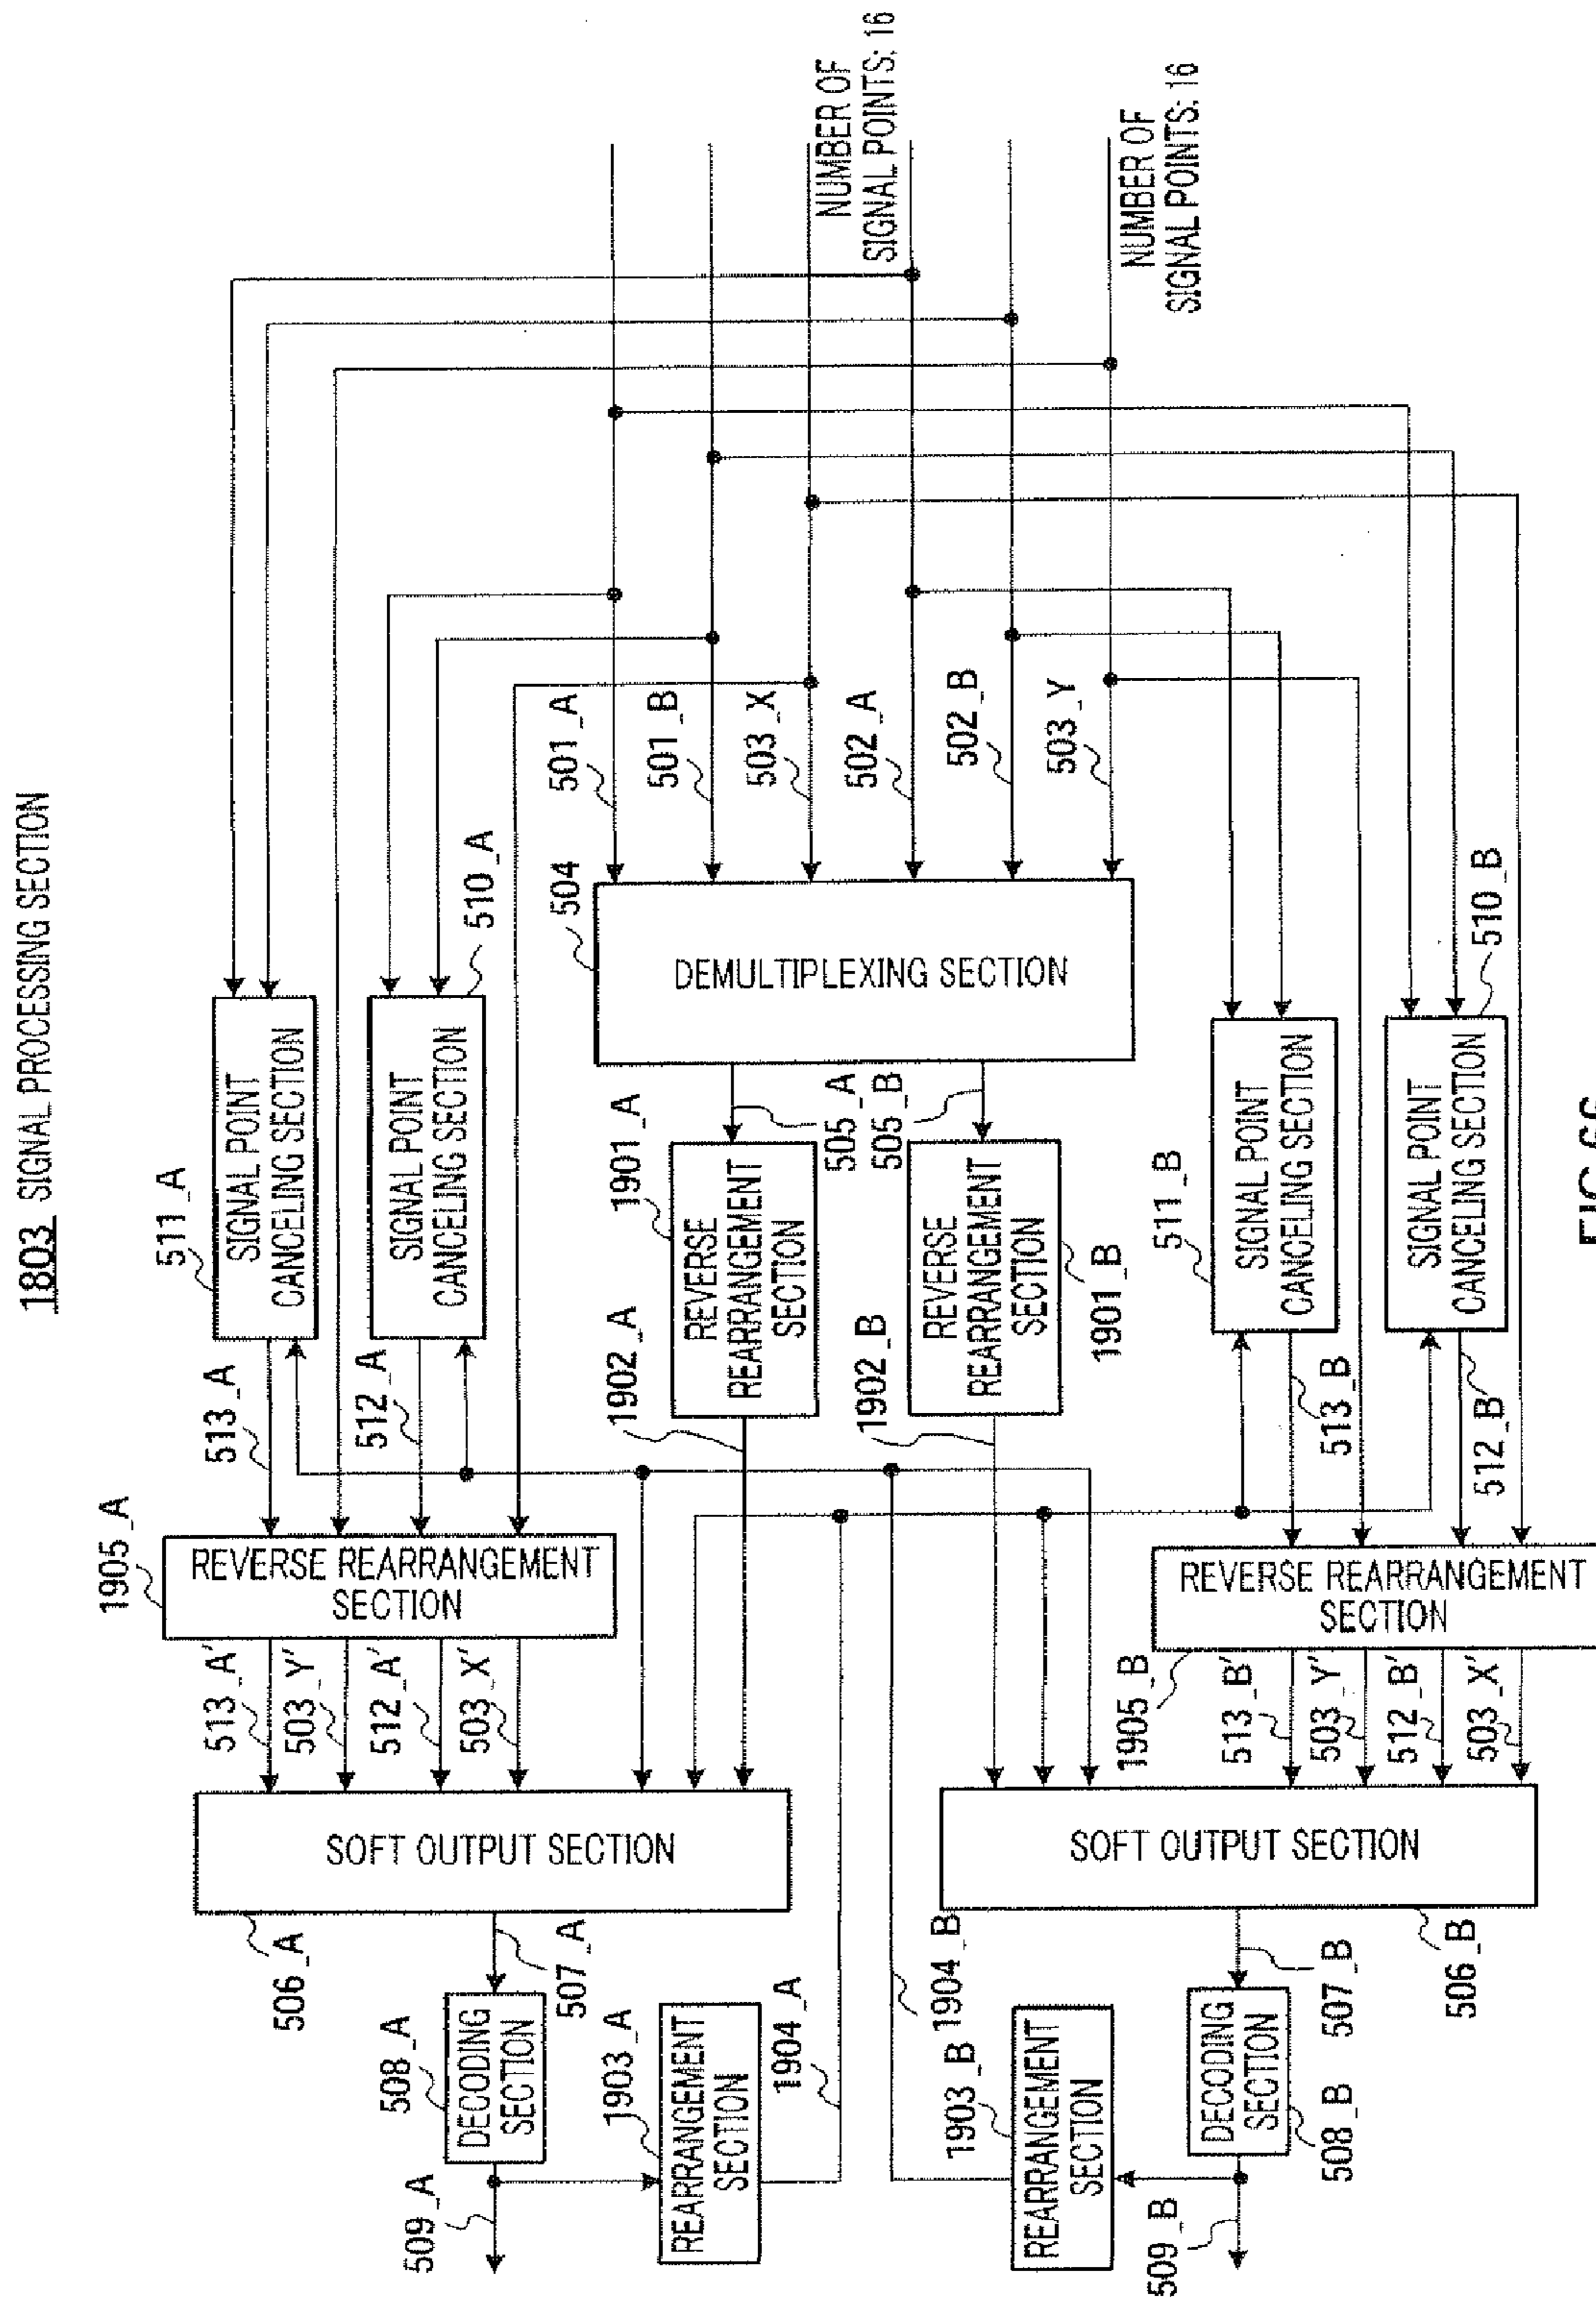 1803 SIGNAL PROCESSING SECTION
NUMBER OF
SIGNAL POINTS: 16
NUMBER OF
SIGNAL POINTS: 16
501_A
501_B
503_X
502_A
502_B
503_Y
504
DEMULTIPLEXING SECTION
505_A
505_B
511_A
SIGNAL POINT
CANCELING SECTION
510_A
SIGNAL POINT
CANCELING SECTION
511_B
SIGNAL POINT
CANCELING SECTION
510_B
SIGNAL POINT
CANCELING SECTION
1901_A
REVERSE
REARRANGEMENT
SECTION
1901_B
REVERSE
REARRANGEMENT
SECTION
1902_A
1902_B
513_A
512_A
513_B
512_B
1905_A
REVERSE REARRANGEMENT
SECTION
1905_B
REVERSE REARRANGEMENT
SECTION
513_A'
503_Y'
512_A'
503_X'
513_B'
503_Y'
512_B'
503_X'
SOFT OUTPUT SECTION
506_A
SOFT OUTPUT SECTION
506_B
507_A
508_A
DECODING
SECTION
509_A
1903_A
REARRANGEMENT
SECTION
1904_A
1904_B
1903_B
REARRANGEMENT
SECTION
507_B
508_B
DECODING
SECTION
509_B